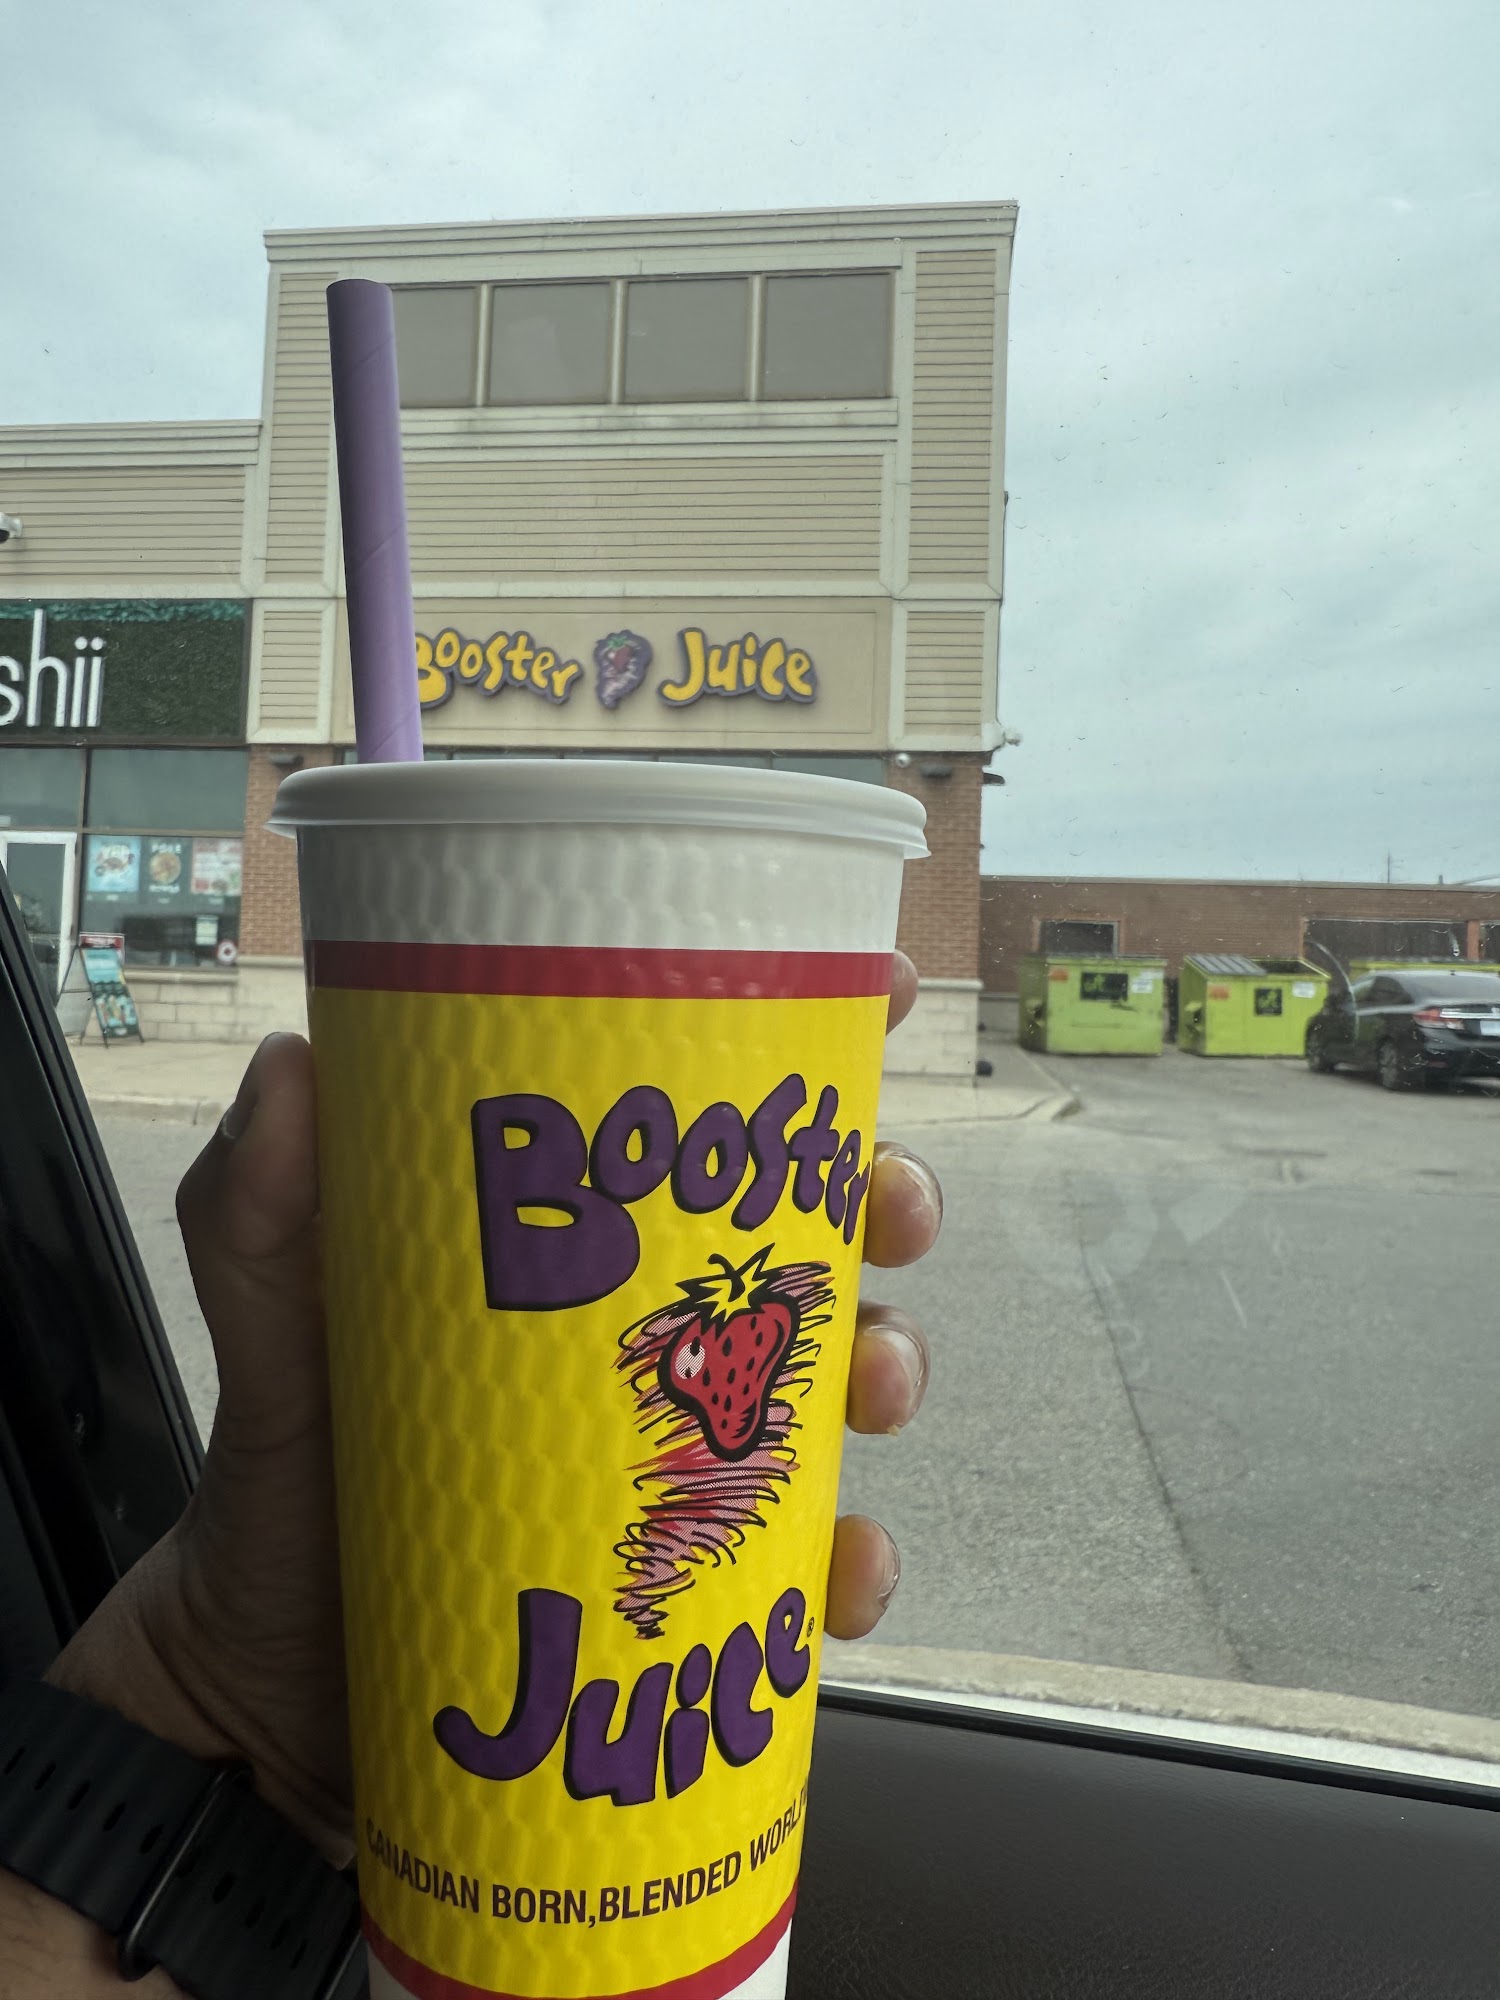 shii
Booster Juice
Booster
Juice®
CANADIAN BORN, BLENDED